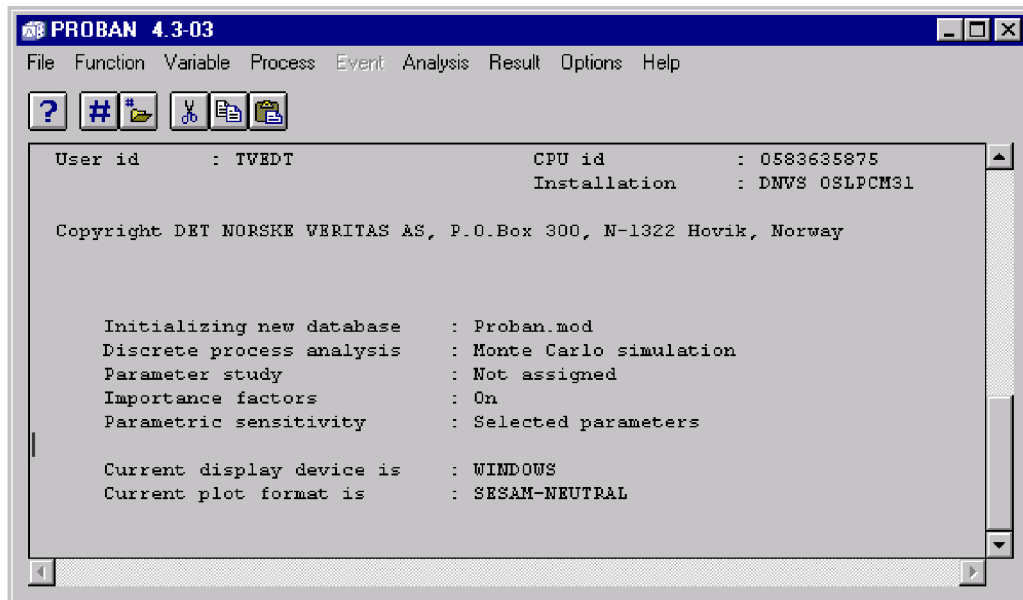 PROBAN 4.3-03
File Function Variable Process Event Analysis Result Options Help
? # #
User id : TVEDT CPU id : 0583635875
Installation : DNVS OSLPCM31
Copyright DET NORSKE VERITAS AS, P.O.Box 300, N-1322 Hovik, Norway
Initializing new database : Proban.mod
Discrete process analysis : Monte Carlo simulation
Parameter study : Not assigned
Importance factors : On
Parametric sensitivity : Selected parameters
Current display device is : WINDOWS
Current plot format is : SESAM-NEUTRAL